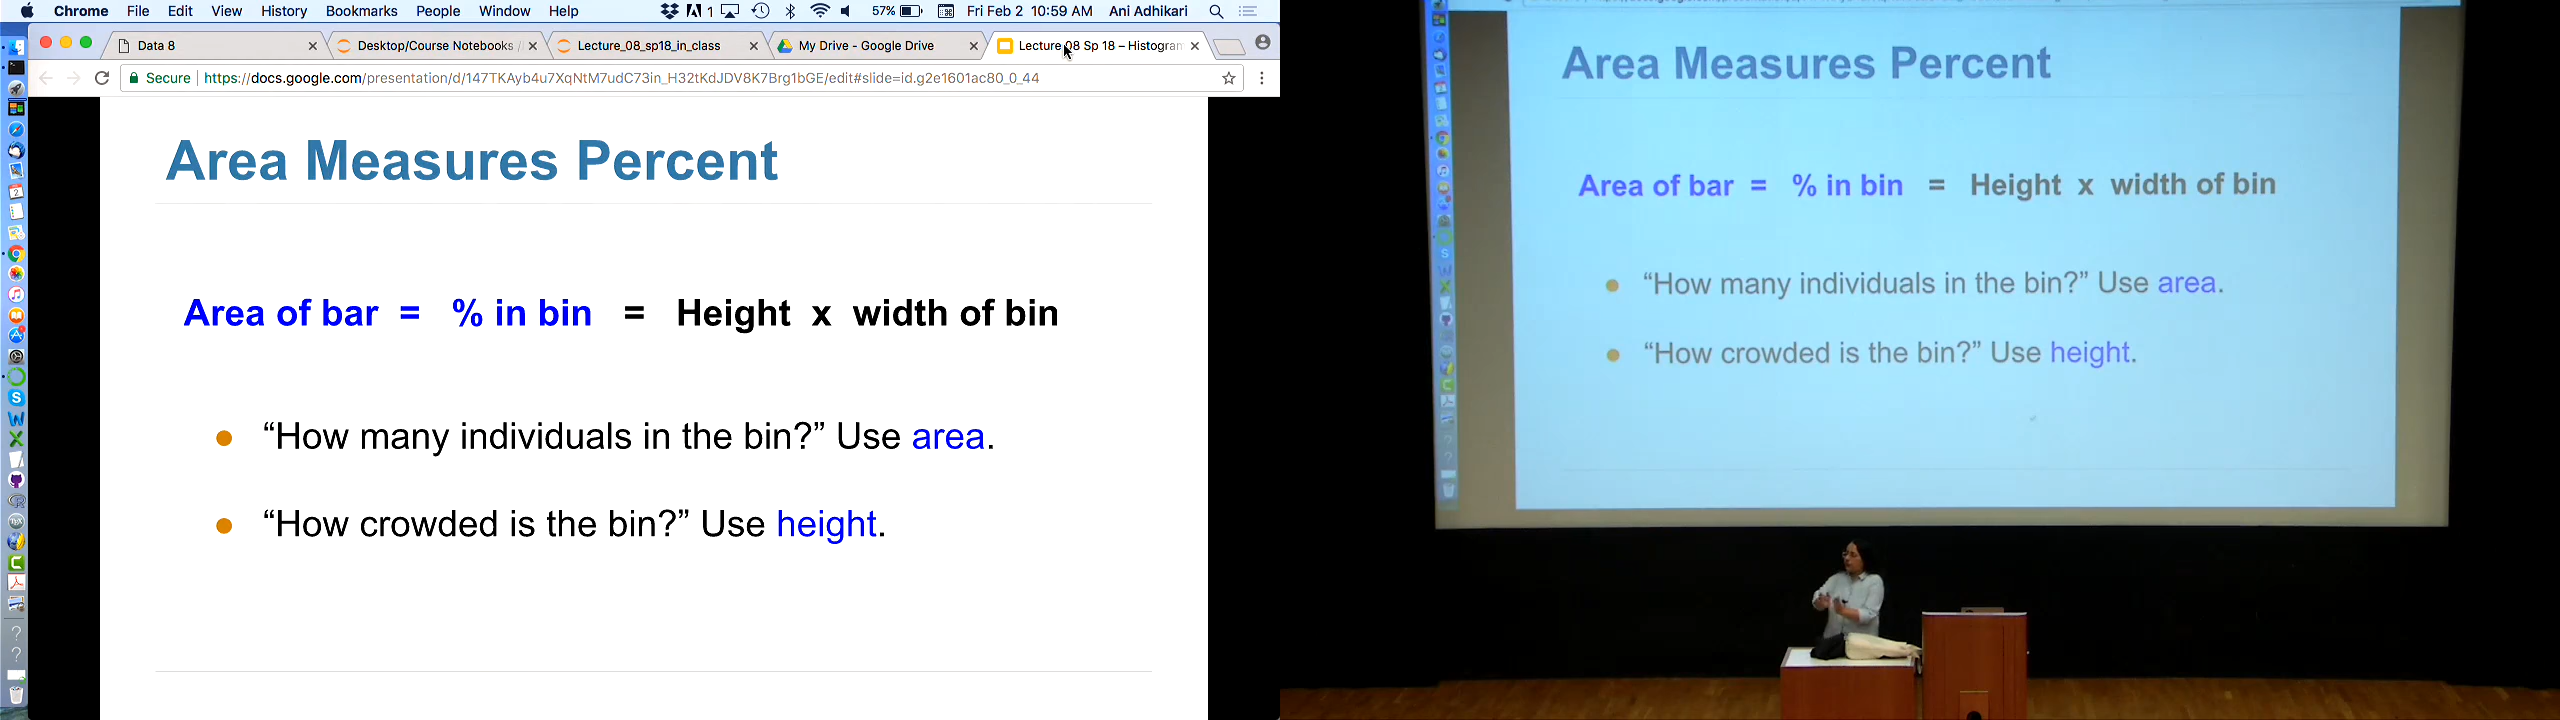 Chrome File Edit View History Bookmarks People Window Help 1 57% Fri Feb 2 10:59 AM Ani Adhikari
Data 8 Desktop/Course Notebooks Lecture_08_sp18_in_class My Drive - Google Drive Lecture 08 Sp 18 – Histogram
Secure https://docs.google.com/presentation/d/147TKAyb4u7XqNtM7udC73in_H32tKdJDV8K7Brg1bGE/edit#slide=id.g2e1601ac80_0_44
Area Measures Percent
Area of bar = % in bin = Height x width of bin
● “How many individuals in the bin?” Use area.
● “How crowded is the bin?” Use height.
Area Measures Percent
Area of bar = % in bin = Height x width of bin
● “How many individuals in the bin?” Use area.
● “How crowded is the bin?” Use height.